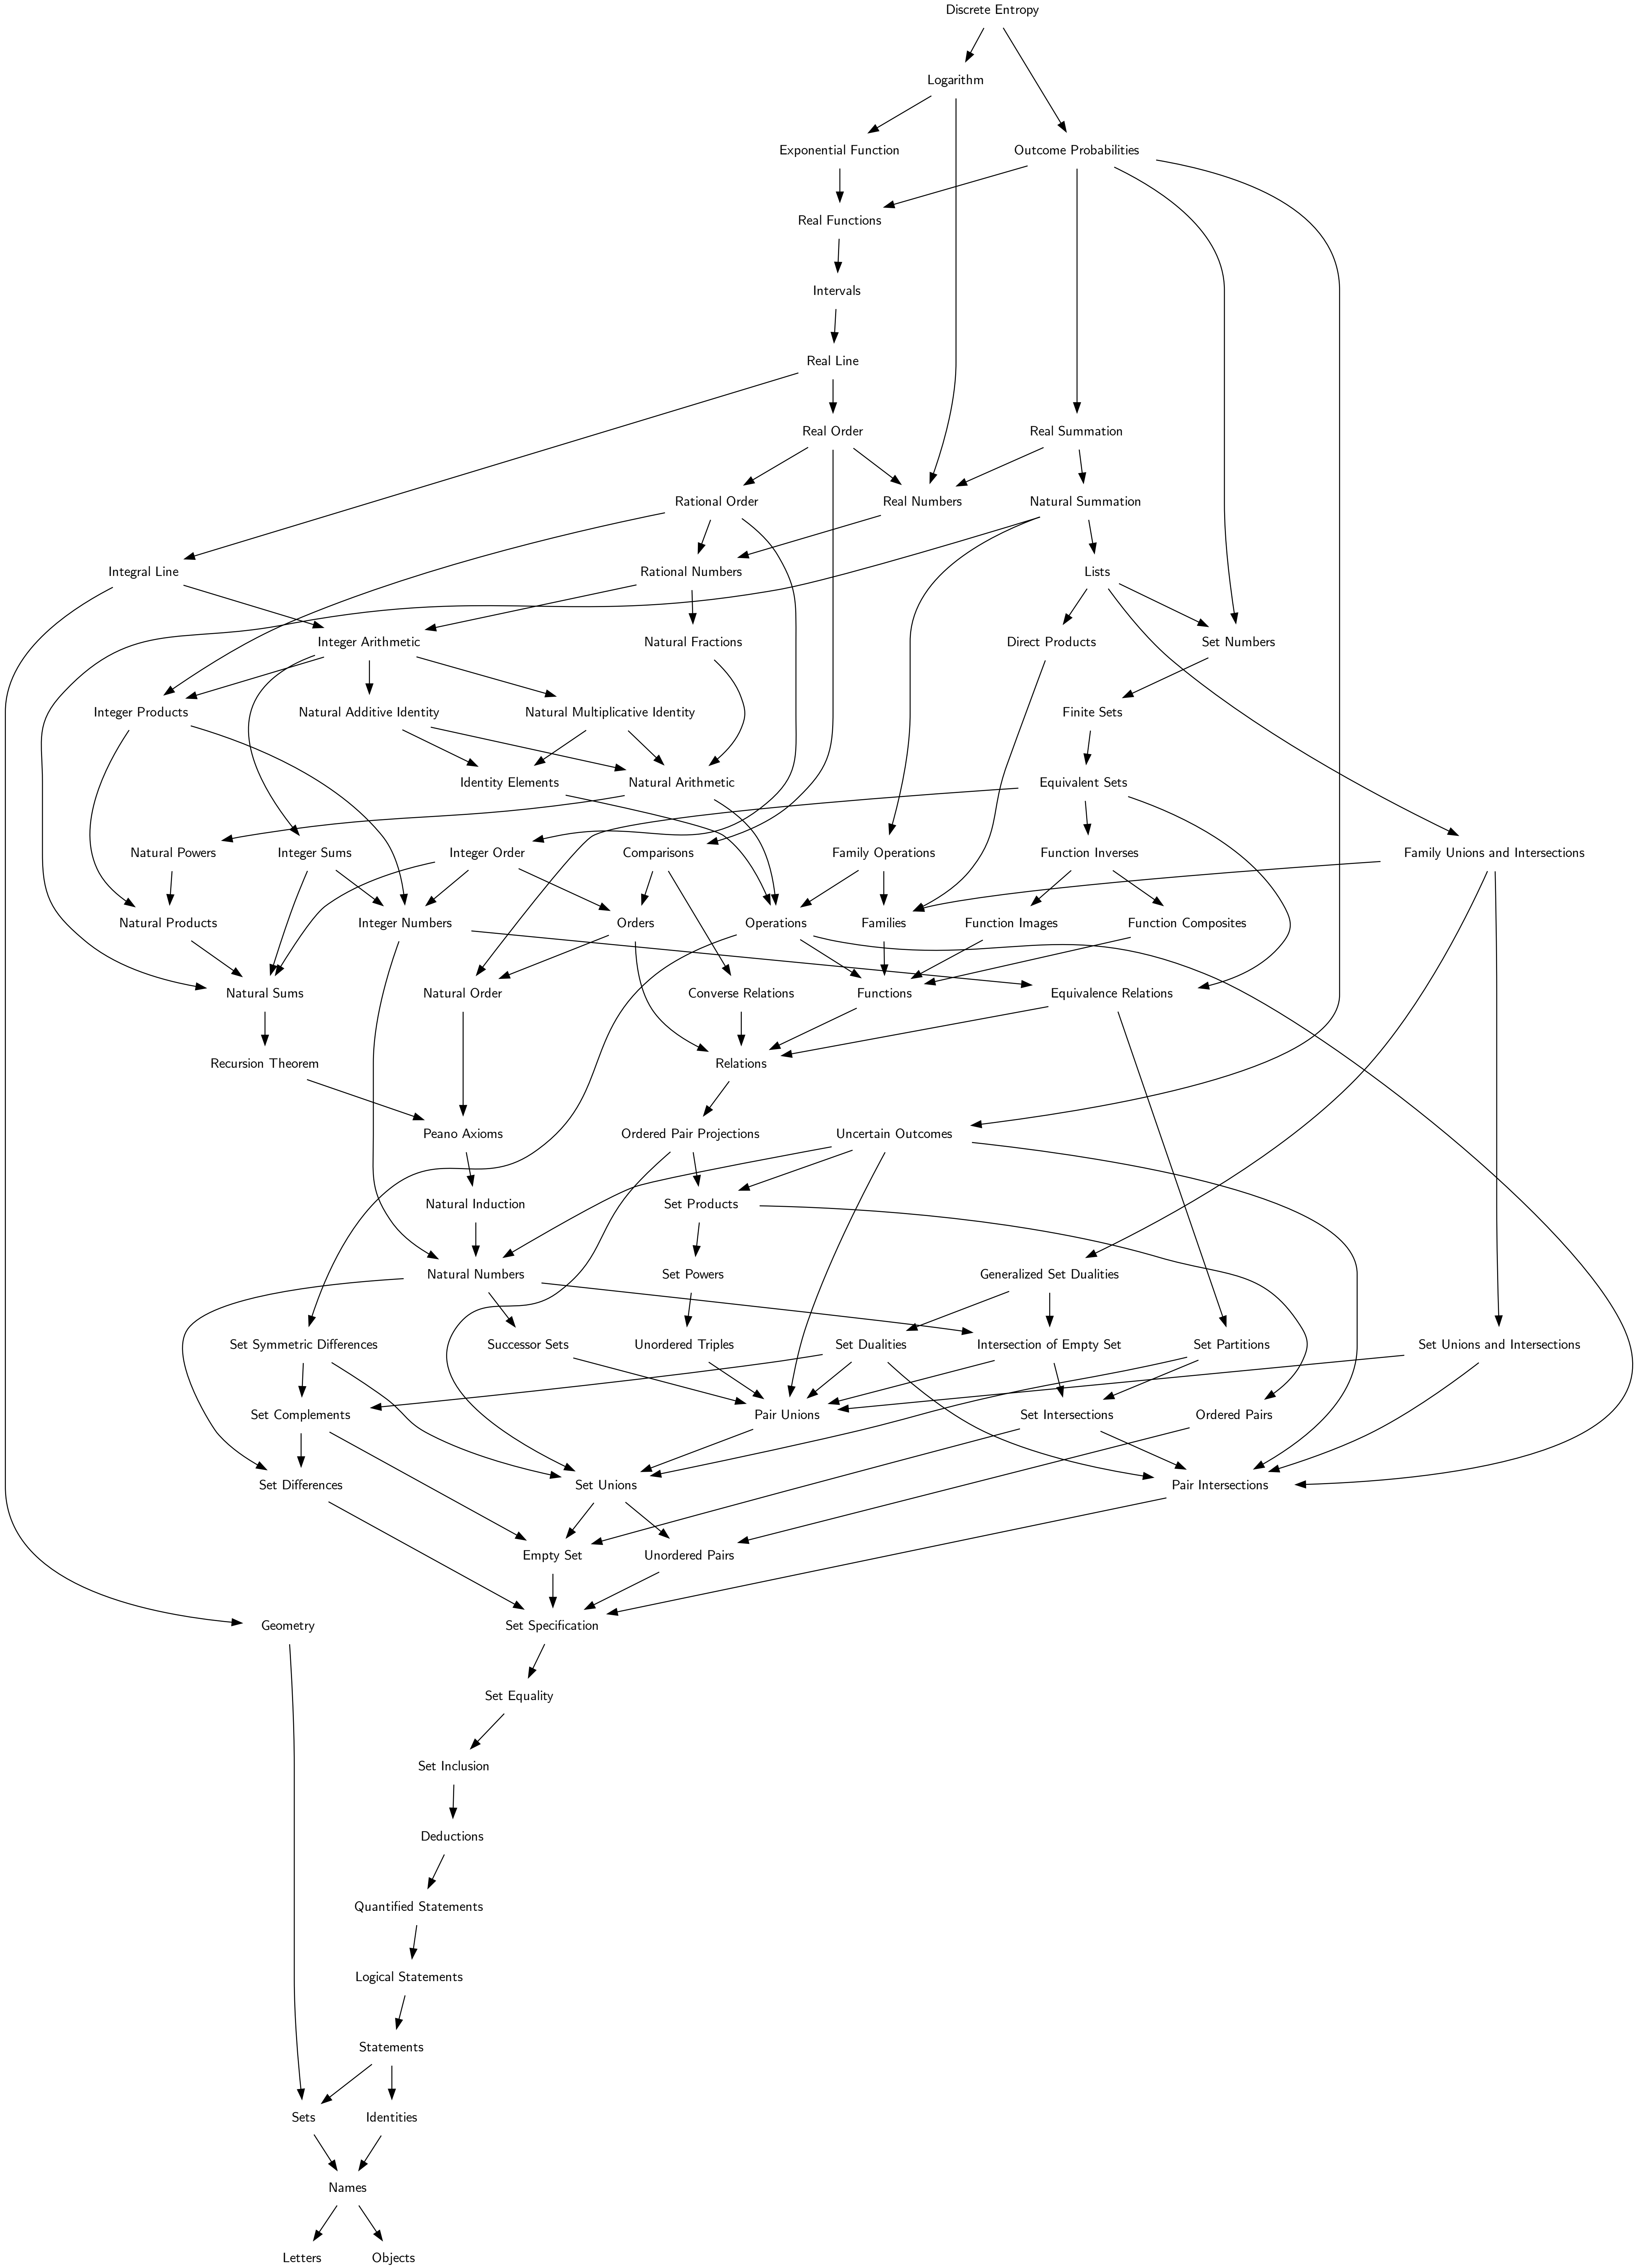 Discrete Entropy
Logarithm
Exponential Function
Outcome Probabilities
Real Functions
Intervals
Real Line
Real Order
Real Summation
Rational Order
Real Numbers
Natural Summation
Integral Line
Rational Numbers
Lists
Integer Arithmetic
Natural Fractions
Direct Products
Set Numbers
Integer Products
Natural Additive Identity
Natural Multiplicative Identity
Finite Sets
Identity Elements
Natural Arithmetic
Equivalent Sets
Natural Powers
Integer Sums
Integer Order
Comparisons
Family Operations
Function Inverses
Family Unions and Intersections
Natural Products
Integer Numbers
Orders
Operations
Families
Function Images
Function Composites
Natural Sums
Natural Order
Converse Relations
Functions
Equivalence Relations
Recursion Theorem
Relations
Peano Axioms
Ordered Pair Projections
Uncertain Outcomes
Natural Induction
Set Products
Natural Numbers
Set Powers
Generalized Set Dualities
Set Symmetric Differences
Successor Sets
Unordered Triples
Set Dualities
Intersection of Empty Set
Set Partitions
Set Unions and Intersections
Set Complements
Pair Unions
Set Intersections
Ordered Pairs
Set Differences
Set Unions
Pair Intersections
Empty Set
Unordered Pairs
Geometry
Set Specification
Set Equality
Set Inclusion
Deductions
Quantified Statements
Logical Statements
Statements
Sets
Identities
Names
Letters
Objects